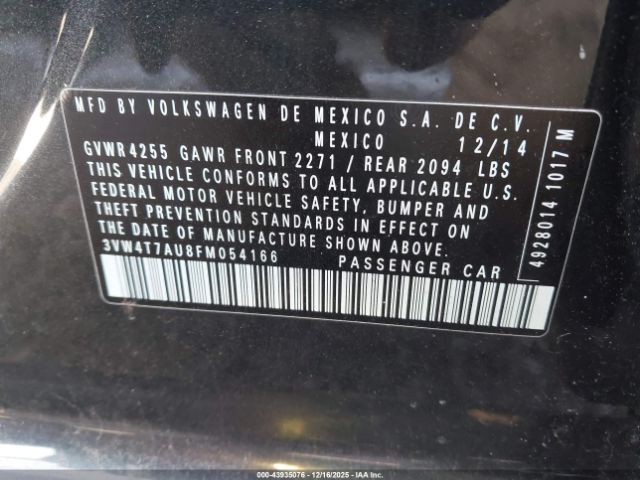 MFD BY VOLKSWAGEN DE MEXICO S.A. DE C.V.
MEXICO 12/14
GVWR 4255 GAWR FRONT 2271 / REAR 2094 LBS
THIS VEHICLE CONFORMS TO ALL APPLICABLE U.S.
FEDERAL MOTOR VEHICLE SAFETY, BUMPER AND
THEFT PREVENTION STANDARDS IN EFFECT ON
THE DATE OF MANUFACTURE SHOWN ABOVE.
3VW4T7AU8FM054166 PASSENGER CAR
4928014 1017 M
000-43935076 • 12/16/2025 • IAAI.COM